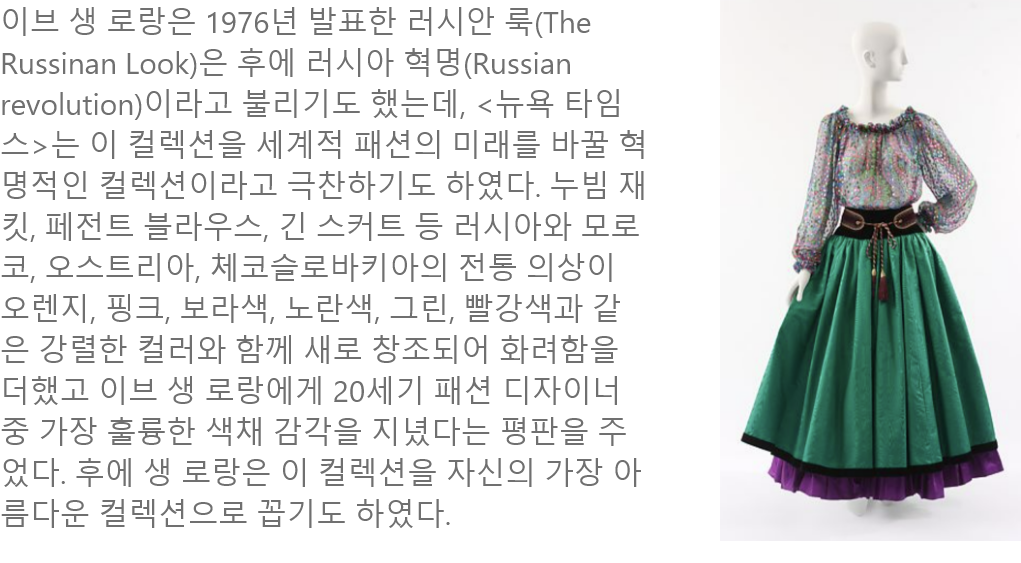 이브 생 로랑은 1976년 발표한 러시안 룩(The
Russinan Look)은 후에 러시아 혁명(Russian
revolution)이라고 불리기도 했는데, <뉴욕 타임
스>는 이 컬렉션을 세계적 패션의 미래를 바꿀 혁
명적인 컬렉션이라고 극찬하기도 하였다. 누빔 재
킷, 페전트 블라우스, 긴 스커트 등 러시아와 모로
코, 오스트리아, 체코슬로바키아의 전통 의상이
오렌지, 핑크, 보라색, 노란색, 그린, 빨강색과 같
은 강렬한 컬러와 함께 새로 창조되어 화려함을
더했고 이브 생 로랑에게 20세기 패션 디자이너
중 가장 훌륭한 색채 감각을 지녔다는 평판을 주
었다. 후에 생 로랑은 이 컬렉션을 자신의 가장 아
름다운 컬렉션으로 꼽기도 하였다.